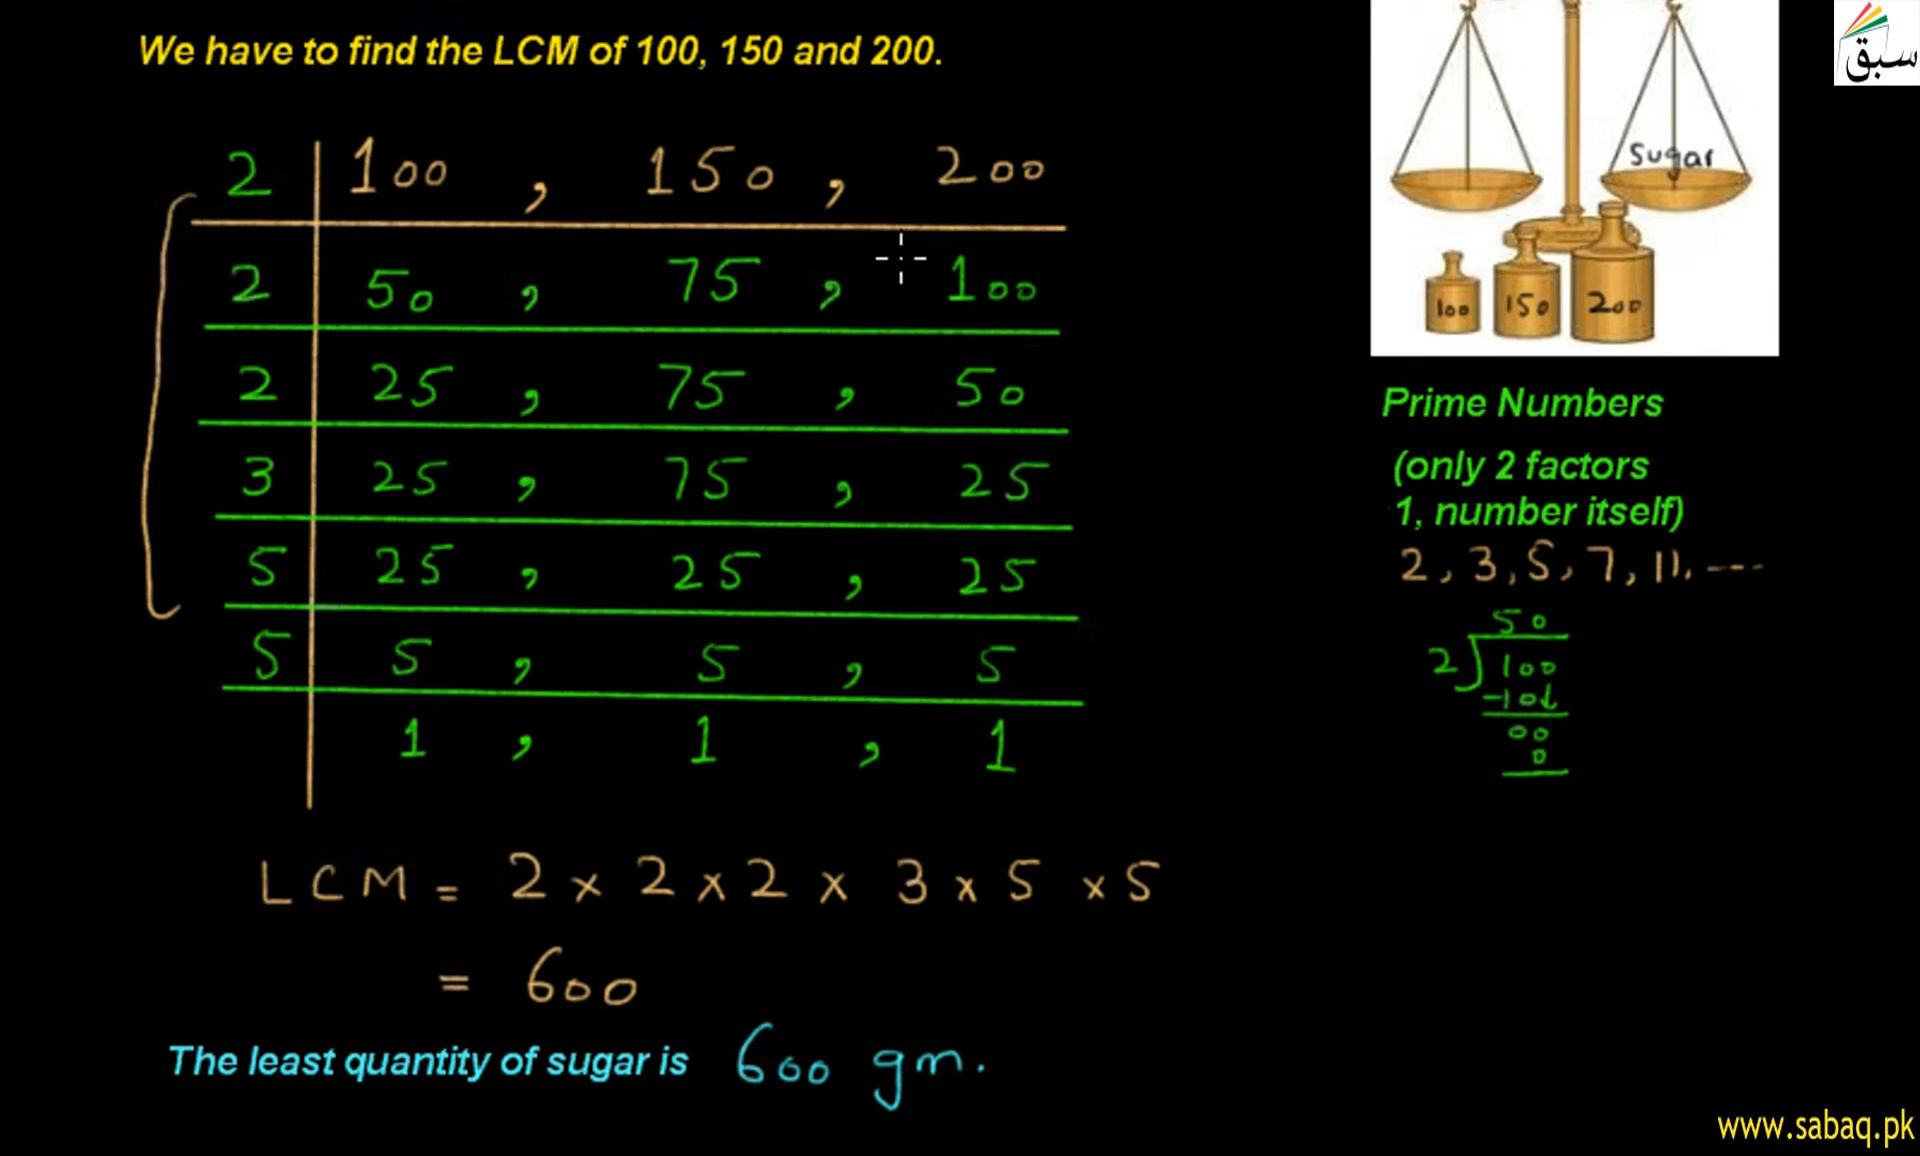 We have to find the LCM of 100, 150 and 200.
2 | 100 , 150 , 200
2 | 50 , 75 , 100
2 | 25 , 75 , 50
3 | 25 , 75 , 25
5 | 25 , 25 , 25
5 | 5 , 5 , 5
1 , 1 , 1
LCM = 2 × 2 × 2 × 3 × 5 × 5
= 600
The least quantity of sugar is 600 gm.
سبق
Sugar
100 150 200
Prime Numbers
(only 2 factors
1, number itself)
2, 3, 5, 7, 11, ----
50
2 100
-10↓
00
0
www.sabaq.pk